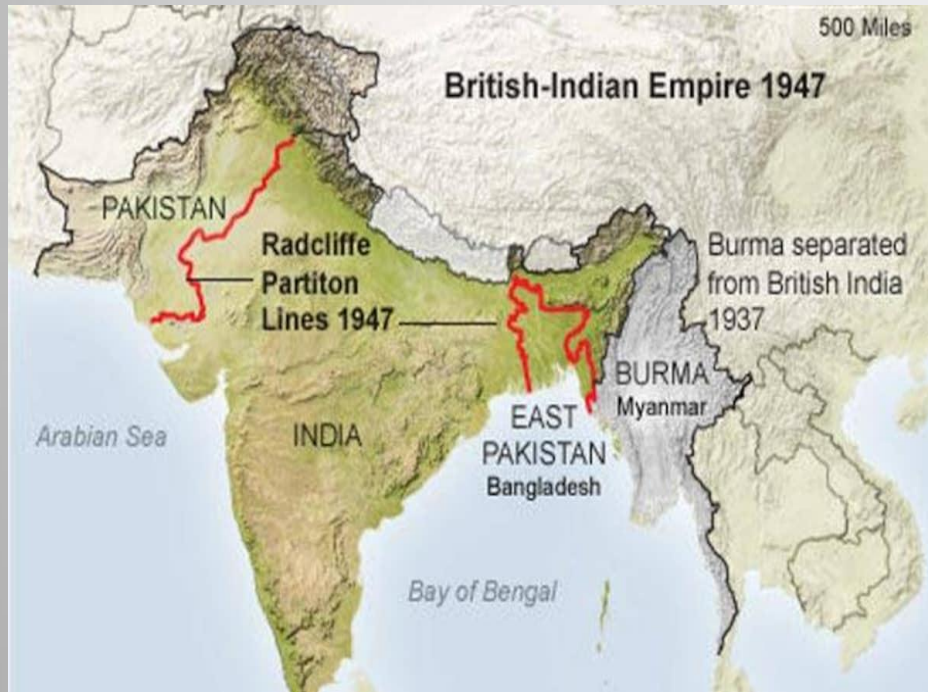 500 Miles
British-Indian Empire 1947
PAKISTAN
Radcliffe
Partiton
Lines 1947
Burma separated
from British India
1937
BURMA
Myanmar
EAST
PAKISTAN
Bangladesh
INDIA
Arabian Sea
Bay of Bengal